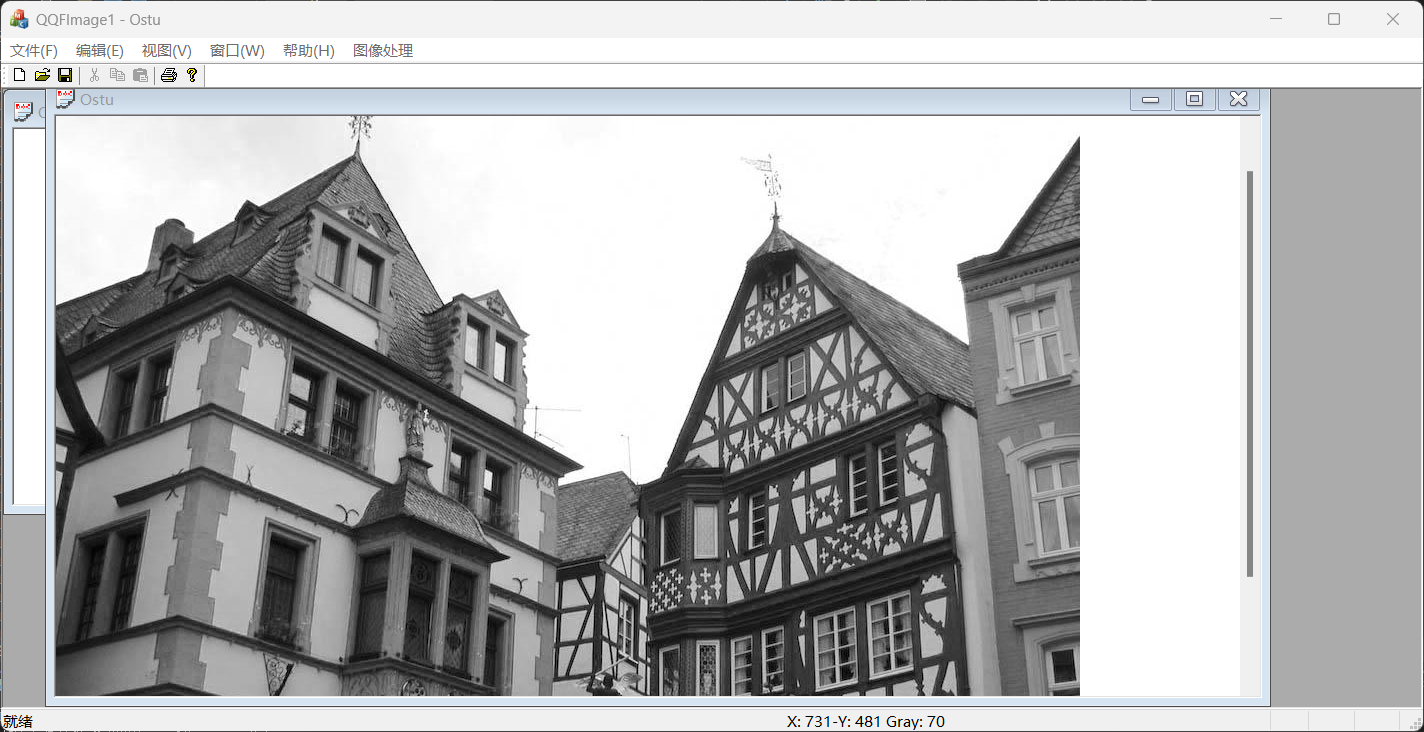 QQFImage1 - Ostu
文件(F) 编辑(E) 视图(V) 窗口(W) 帮助(H) 图像处理
Ostu
就绪 X: 731-Y: 481 Gray: 70